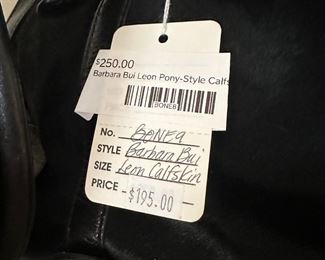 $250.00
Barbara Bui Leon Pony-Style Calfs
BONE8
No. BONE9
STYLE Barbara Bui
SIZE Leon Calfskin
PRICE $195.00